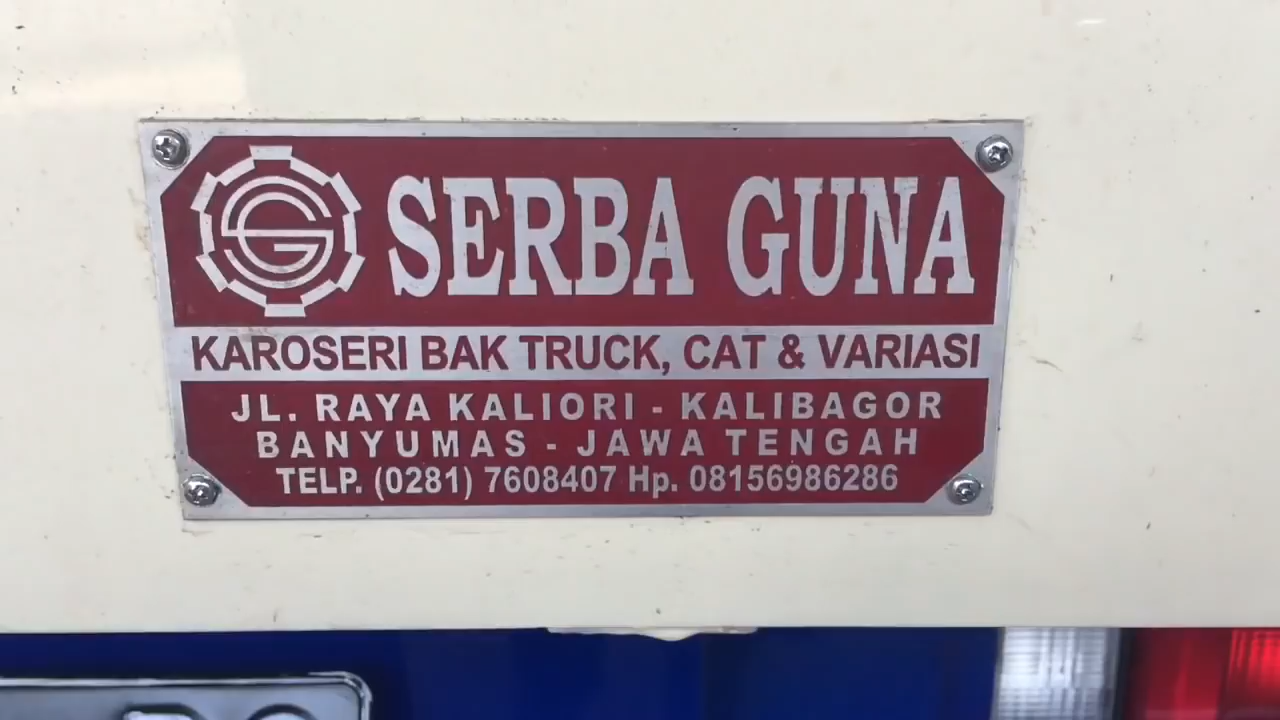 SG
SERBA GUNA
KAROSERI BAK TRUCK, CAT & VARIASI
JL. RAYA KALIORI - KALIBAGOR
BANYUMAS - JAWA TENGAH
TELP. (0281) 7608407 Hp. 08156986286